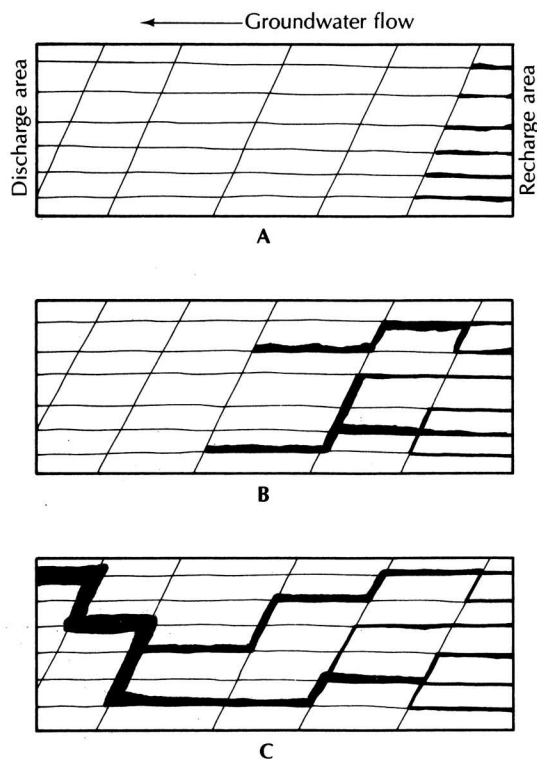 Groundwater flow
Discharge area
Recharge area
A
B
C